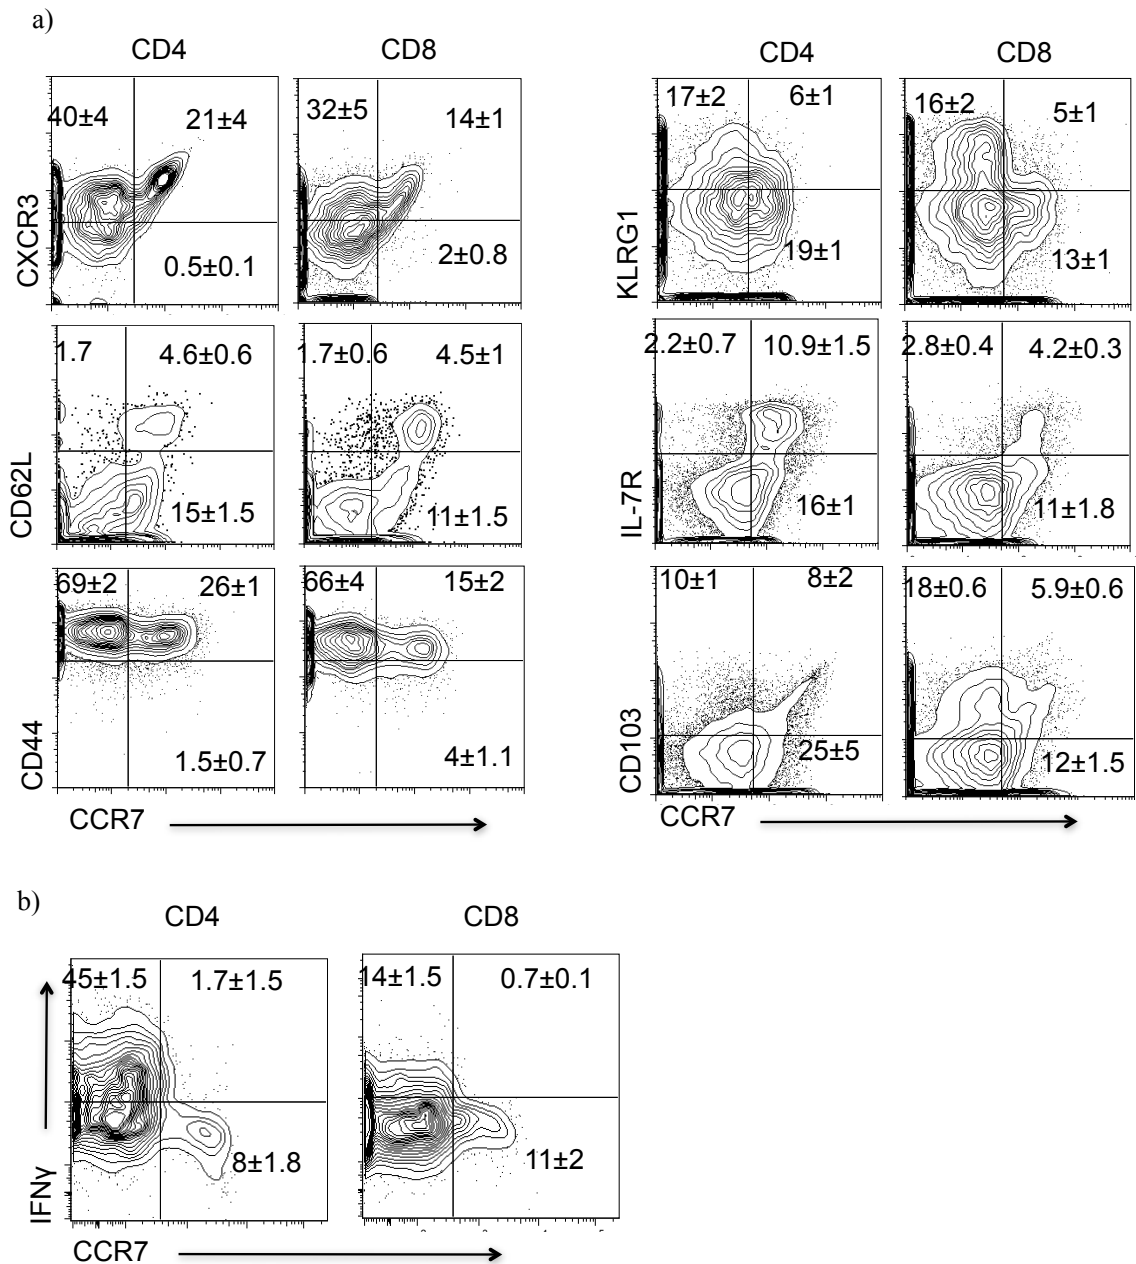 a)
CD4 CD8 CD4 CD8
40±4 21±4 32±5 14±1 17±2 6±1 16±2 5±1
CXCR3 KLRG1
0.5±0.1 2±0.8 19±1 13±1
1.7 4.6±0.6 1.7±0.6 4.5±1 2.2±0.7 10.9±1.5 2.8±0.4 4.2±0.3
CD62L IL-7R
15±1.5 11±1.5 16±1 11±1.8
69±2 26±1 66±4 15±2 10±1 8±2 18±0.6 5.9±0.6
CD44 CD103
1.5±0.7 4±1.1 25±5 12±1.5
CCR7 CCR7
b)
CD4 CD8
45±1.5 1.7±1.5 14±1.5 0.7±0.1
IFNγ
8±1.8 11±2
CCR7